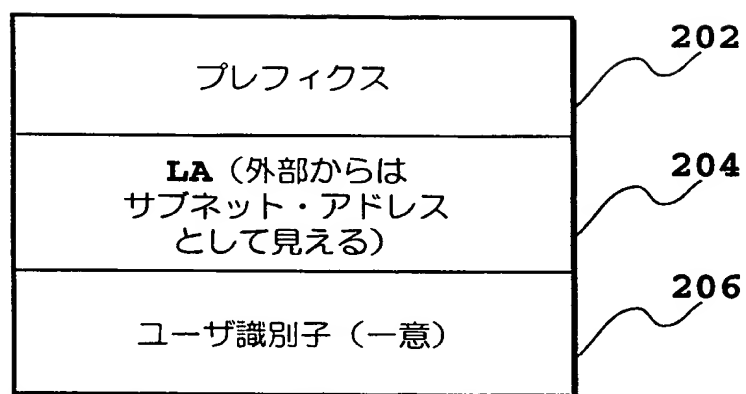 202
プレフィクス
204
LA（外部からは
サブネット・アドレス
として見える）
206
ユーザ識別子（一意）